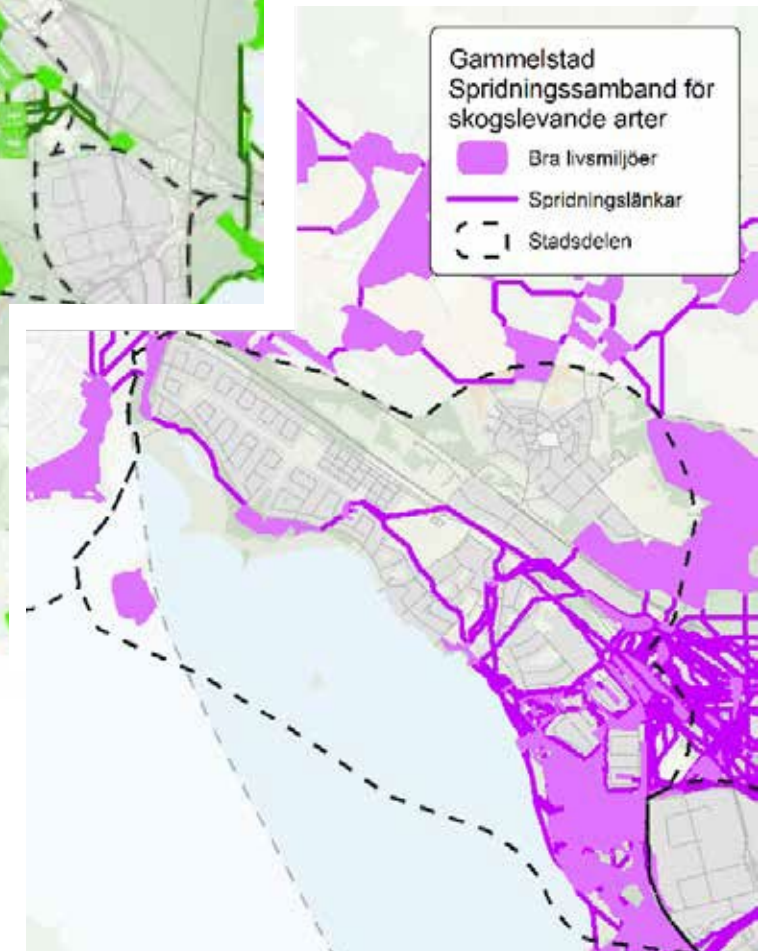 Gammelstad
Spridningssamband för
skogslevande arter
Bra livsmiljöer
Spridningslänkar
Stadsdelen